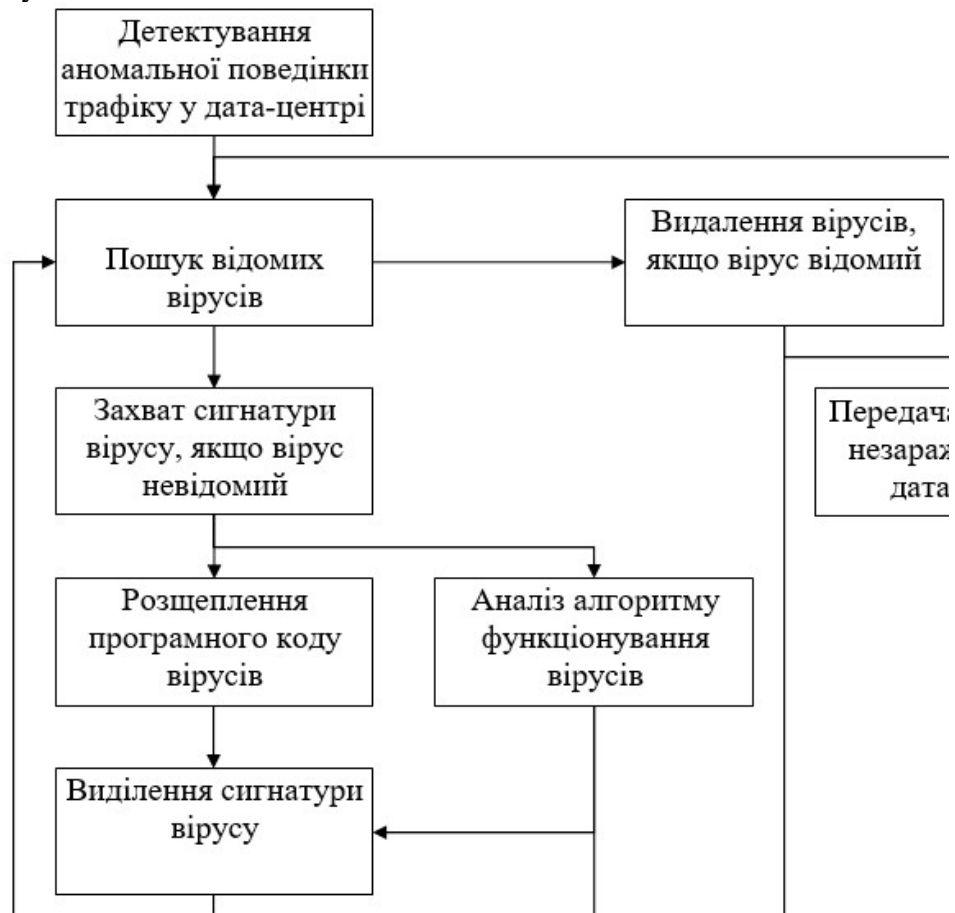 Детектування
аномальної поведінки
трафіку у дата-центрі
Пошук відомих
вірусів
Видалення вірусів,
якщо вірус відомий
Захват сигнатури
вірусу, якщо вірус
невідомий
Передача
незараж
дата
Розщеплення
програмного коду
вірусів
Аналіз алгоритму
функціонування
вірусів
Виділення сигнатури
вірусу